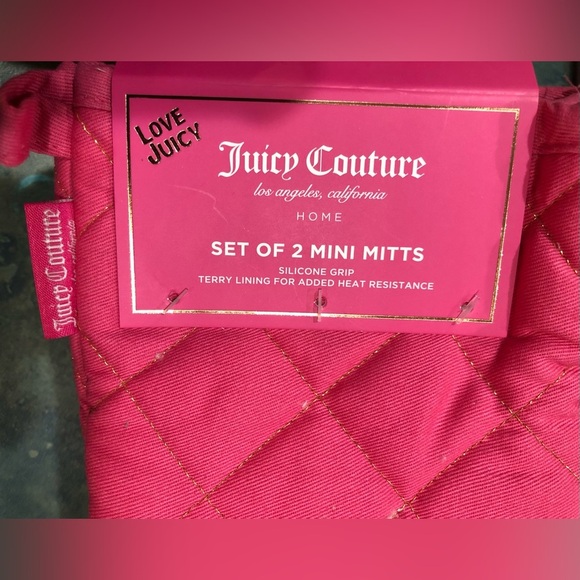 LOVE
JUICY
Juicy Couture
los angeles, california
HOME
SET OF 2 MINI MITTS
SILICONE GRIP
TERRY LINING FOR ADDED HEAT RESISTANCE
Juicy Couture